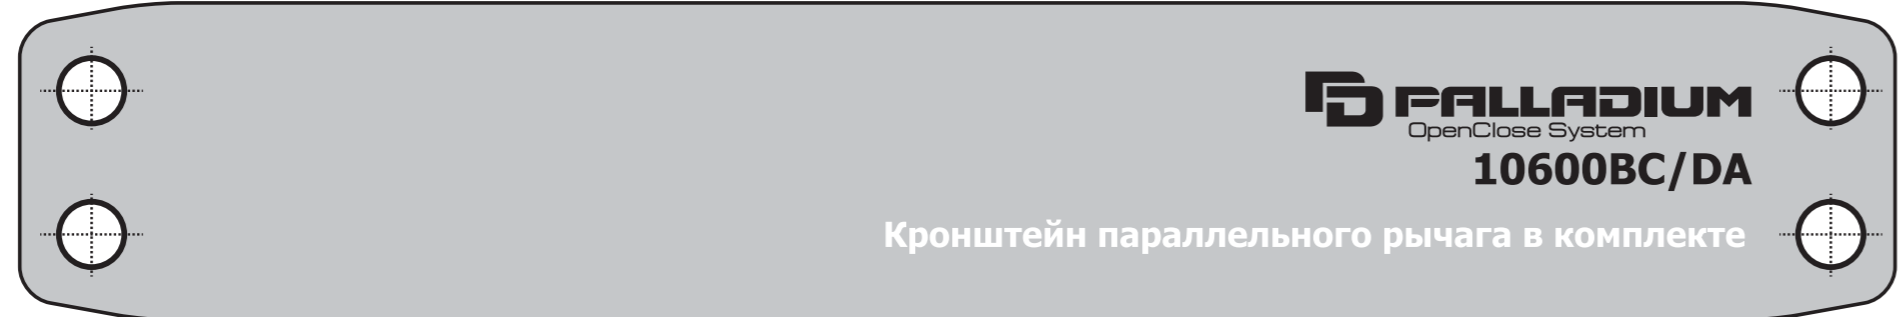 PALLADIUM
OpenClose System
10600BC/DA
Кронштейн параллельного рычага в комплекте